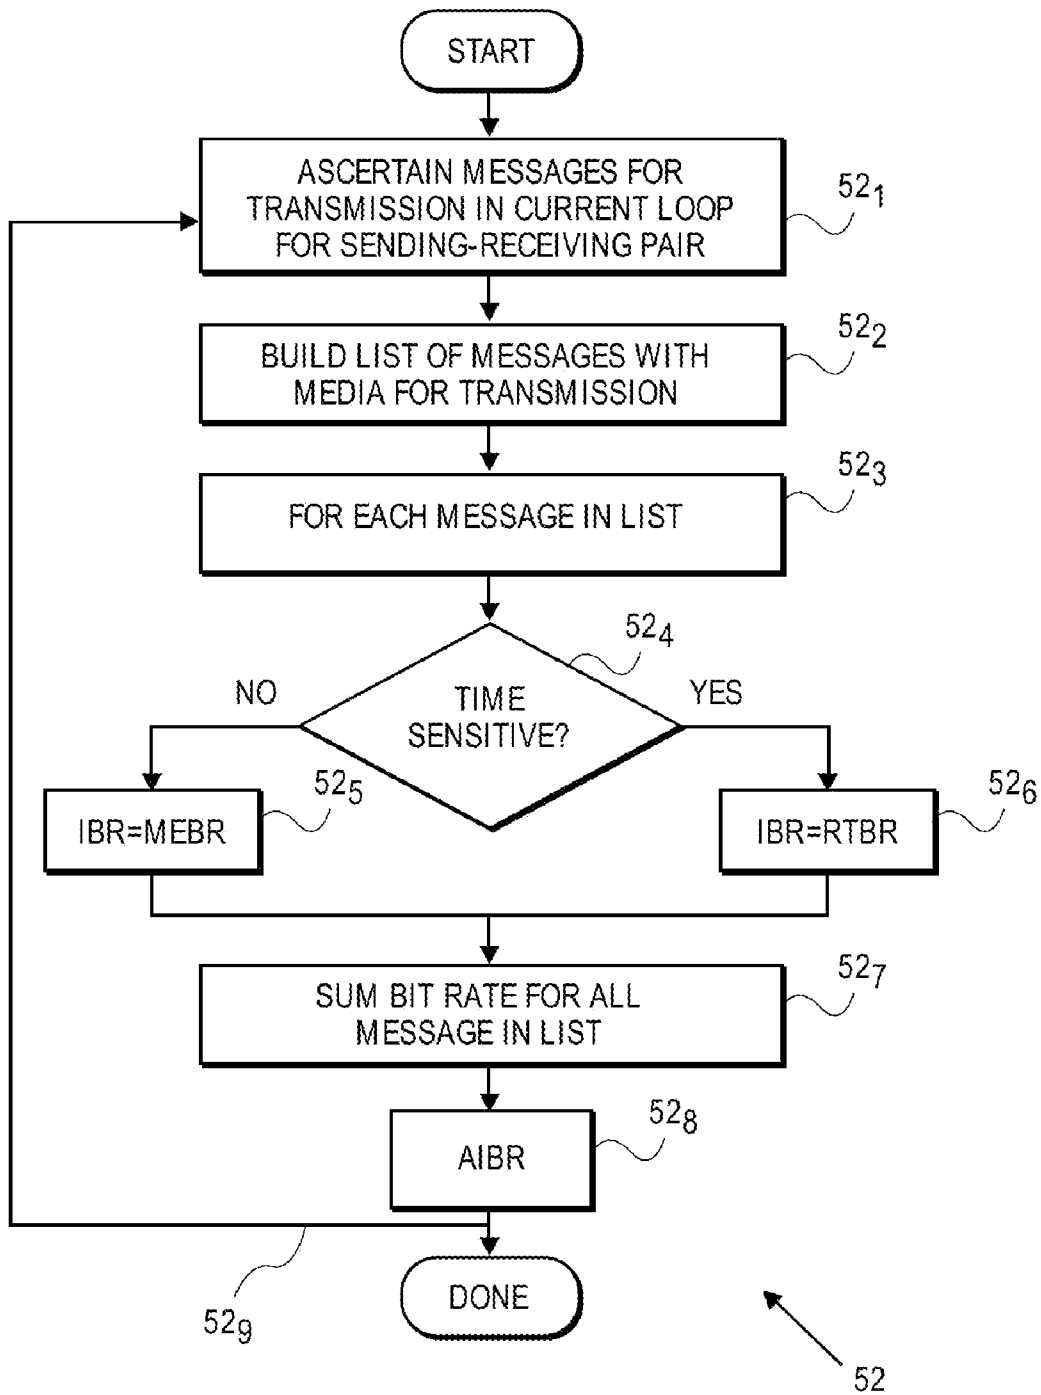 START
ASCERTAIN MESSAGES FOR
TRANSMISSION IN CURRENT LOOP
FOR SENDING-RECEIVING PAIR
52₁
BUILD LIST OF MESSAGES WITH
MEDIA FOR TRANSMISSION
52₂
FOR EACH MESSAGE IN LIST
52₃
TIME
SENSITIVE?
52₄
NO
YES
IBR=MEBR
52₅
IBR=RTBR
52₆
SUM BIT RATE FOR ALL
MESSAGE IN LIST
52₇
AIBR
52₈
DONE
52₉
52